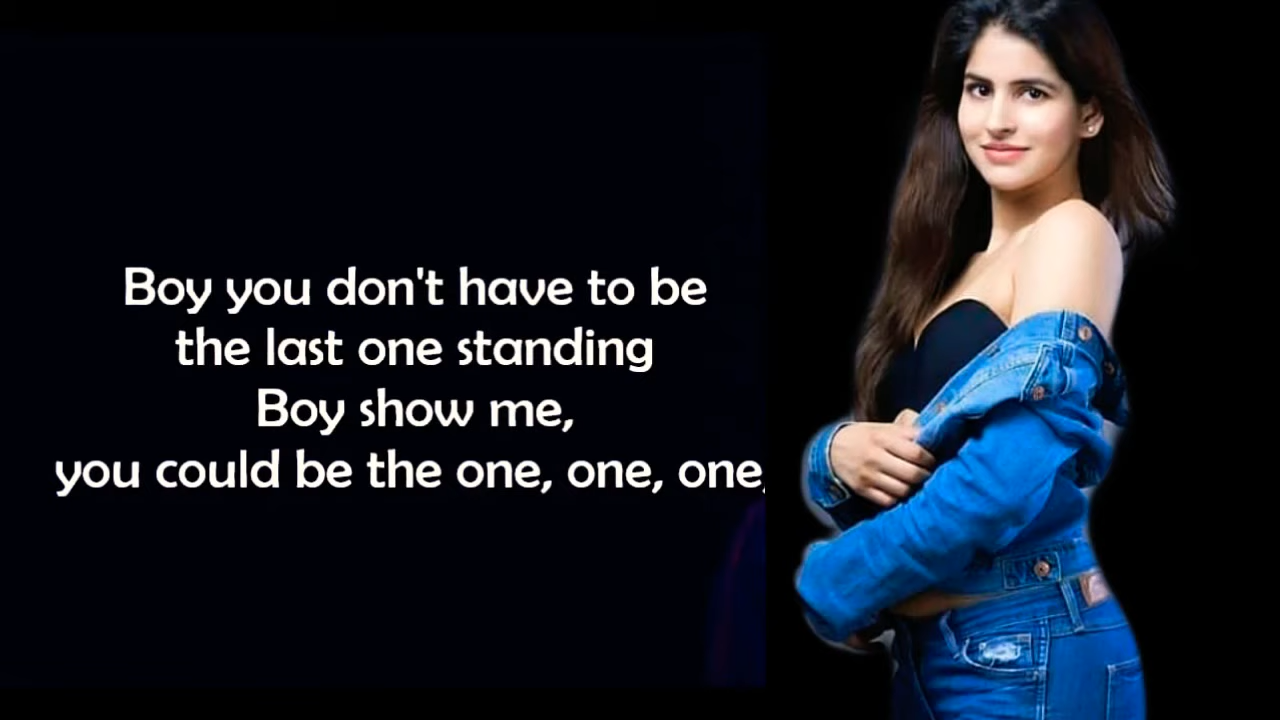 Boy you don't have to be
the last one standing
Boy show me,
you could be the one, one, one,